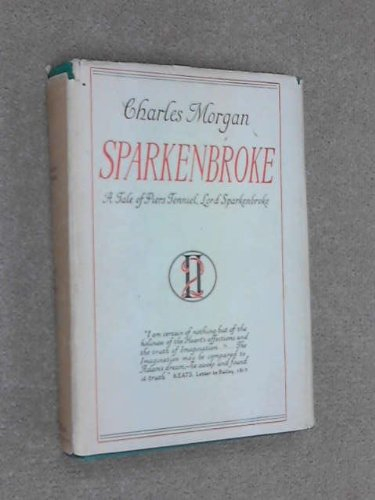 Charles Morgan
SPARKENBROKE
A Tale of Piers Tenniel, Lord Sparkenbroke
"I am certain of nothing but of the
holiness of the Heart's affections and
the truth of Imagination . . The
Imagination may be compared to
Adam's dream,—he awoke and found
it truth" KEATS. Letter to Bailey, 1817